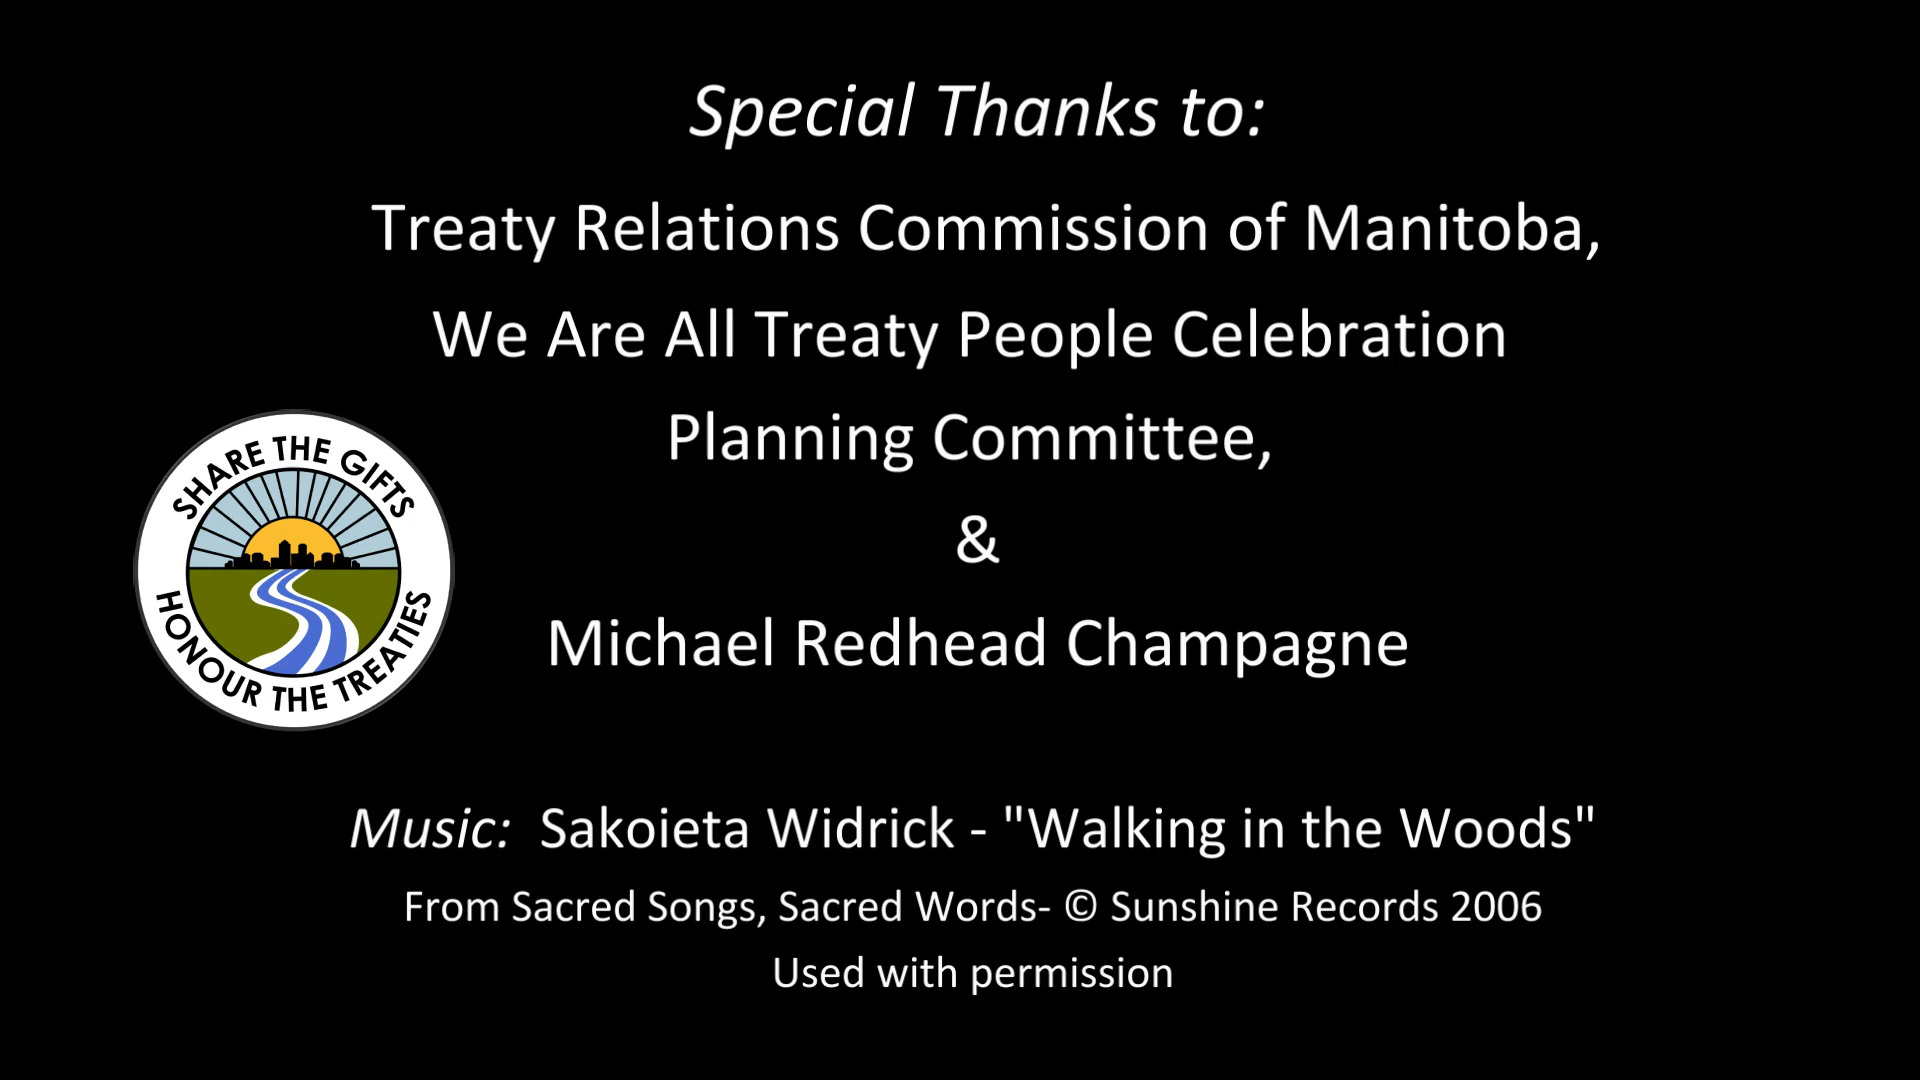 Special Thanks to:
Treaty Relations Commission of Manitoba,
We Are All Treaty People Celebration
Planning Committee,
&
Michael Redhead Champagne
SHARE THE GIFTS
HONOUR THE TREATIES
Music: Sakoieta Widrick - "Walking in the Woods"
From Sacred Songs, Sacred Words- © Sunshine Records 2006
Used with permission